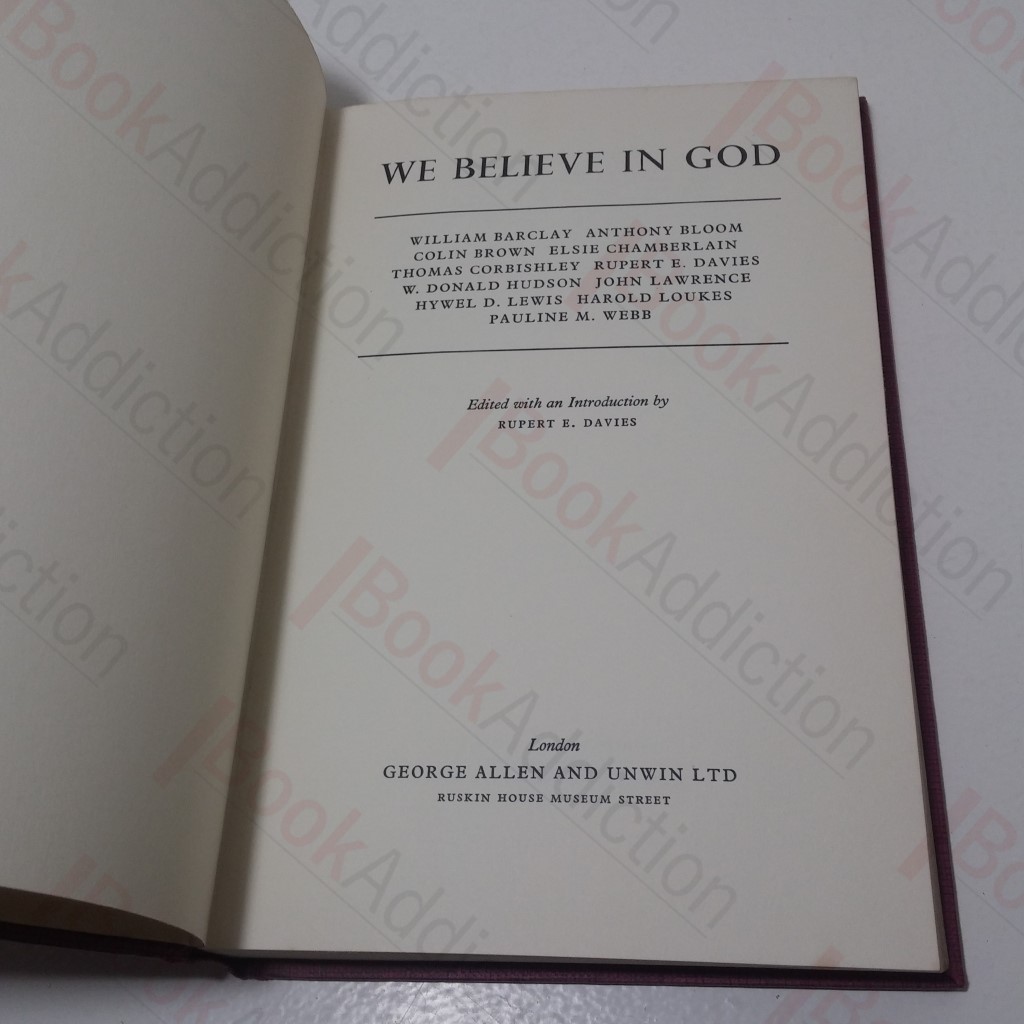 WE BELIEVE IN GOD
WILLIAM BARCLAY ANTHONY BLOOM
COLIN BROWN ELSIE CHAMBERLAIN
THOMAS CORBISHLEY RUPERT E. DAVIES
W. DONALD HUDSON JOHN LAWRENCE
HYWEL D. LEWIS HAROLD LOUKES
PAULINE M. WEBB
Edited with an Introduction by
RUPERT E. DAVIES
London
GEORGE ALLEN AND UNWIN LTD
RUSKIN HOUSE MUSEUM STREET
BookAddiction